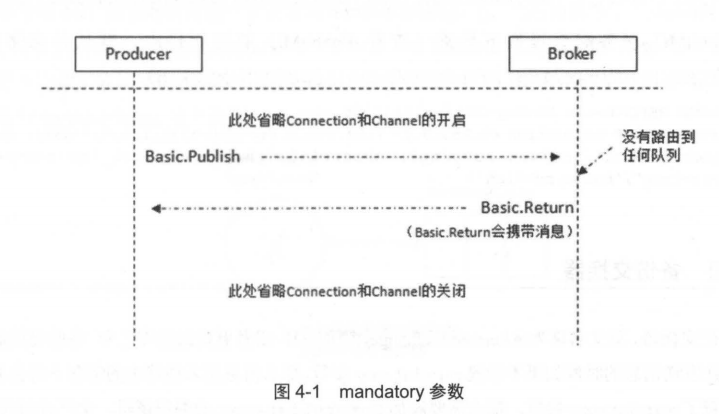 Producer
Broker
此处省略Connection和Channel的开启
没有路由到
任何队列
Basic.Publish
Basic.Return
（Basic.Return会携带消息）
此处省略Connection和Channel的关闭
图 4-1 mandatory 参数